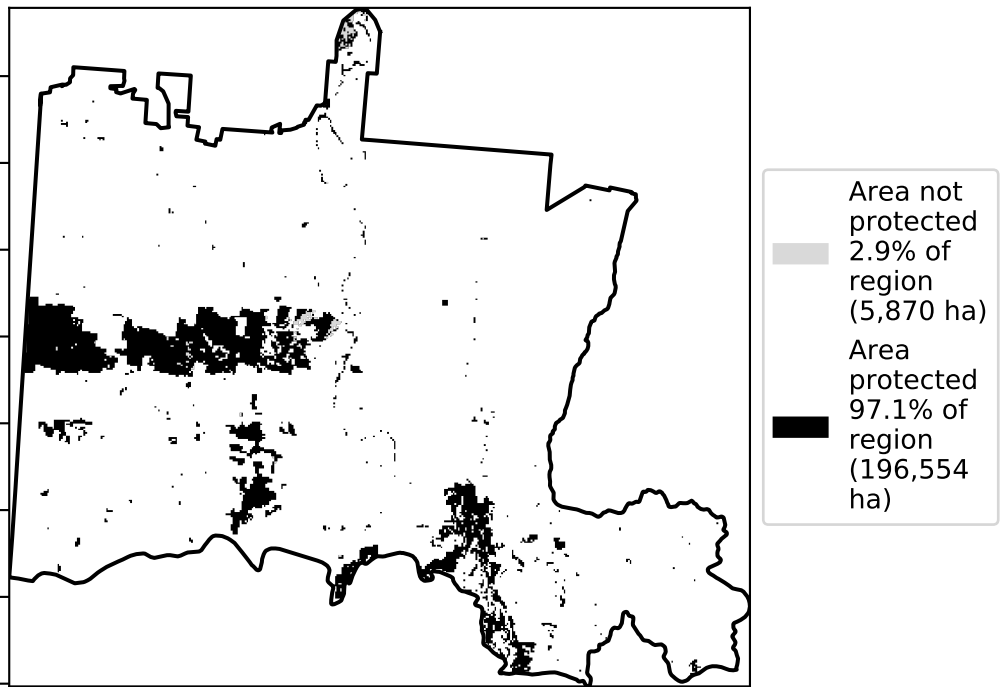 Area not
protected
2.9% of
region
(5,870 ha)
Area
protected
97.1% of
region
(196,554
ha)